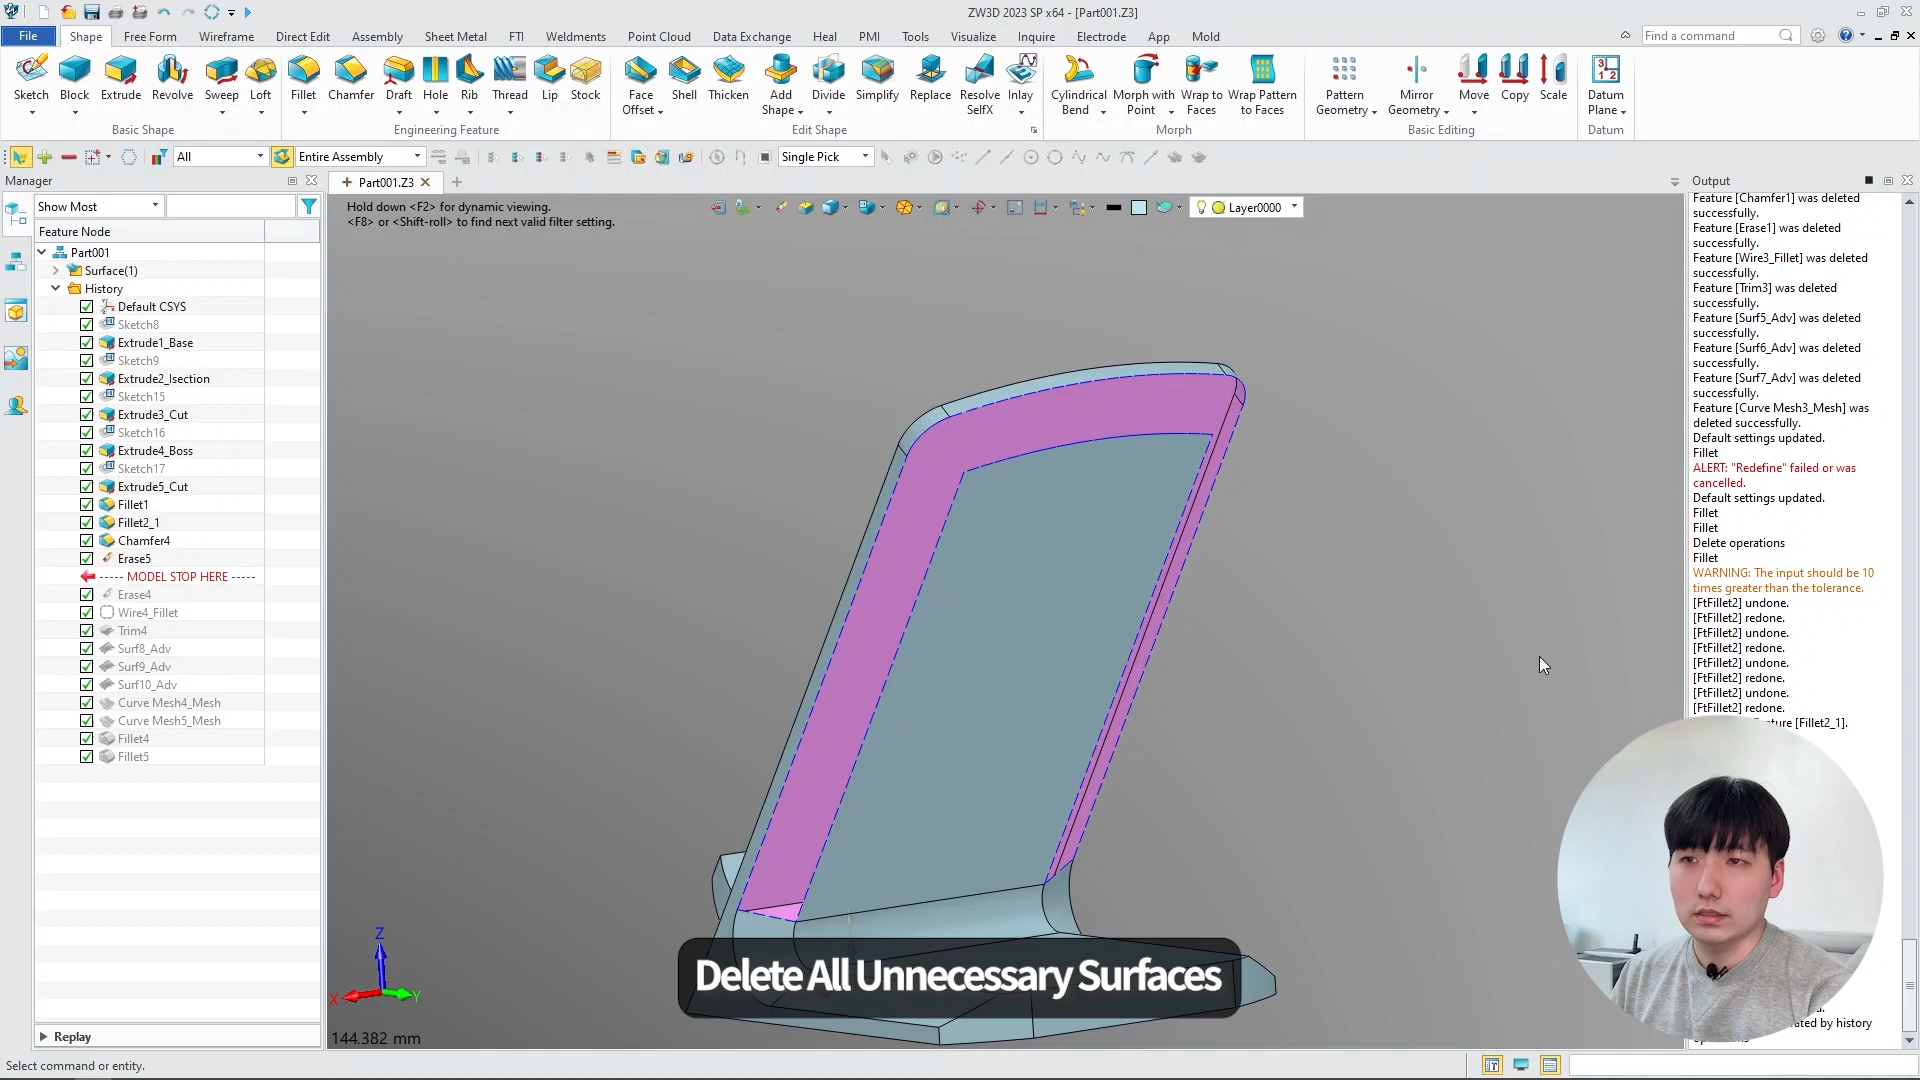 ZW3D 2023 SP x64 - [Part001.Z3]
File Shape Free Form Wireframe Direct Edit Assembly Sheet Metal FTI Weldments Point Cloud Data Exchange Heal PMI Tools Visualize Inquire Electrode App Mold
Find a command
Sketch Block Extrude Revolve Sweep Loft
Basic Shape
Fillet Chamfer Draft Hole Rib Thread Lip Stock
Engineering Feature
Face Offset Shell Thicken Add Shape Divide Simplify Replace Resolve SelfX Inlay
Edit Shape
Cylindrical Bend Morph with Point Wrap to Faces Wrap Pattern to Faces
Morph
Pattern Geometry Mirror Geometry Move Copy Scale
Basic Editing
Datum Plane
Datum
All
Entire Assembly
Single Pick
Manager
Show Most
Feature Node
Part001
Surface(1)
History
Default CSYS
Sketch8
Extrude1_Base
Sketch9
Extrude2_Isection
Sketch15
Extrude3_Cut
Sketch16
Extrude4_Boss
Sketch17
Extrude5_Cut
Fillet1
Fillet2_1
Chamfer4
Erase5
----- MODEL STOP HERE -----
Erase4
Wire4_Fillet
Trim4
Surf8_Adv
Surf9_Adv
Surf10_Adv
Curve Mesh4_Mesh
Curve Mesh5_Mesh
Fillet4
Fillet5
Replay
Select command or entity.
Part001.Z3
Hold down <F2> for dynamic viewing.
<F8> or <Shift-roll> to find next valid filter setting.
Layer0000
Z
X
Y
144.382 mm
Delete All Unnecessary Surfaces
Output
Feature [Chamfer1] was deleted
successfully.
Feature [Erase1] was deleted
successfully.
Feature [Wire3_Fillet] was deleted
successfully.
Feature [Trim3] was deleted
successfully.
Feature [Surf5_Adv] was deleted
successfully.
Feature [Surf6_Adv] was deleted
successfully.
Feature [Surf7_Adv] was deleted
successfully.
Feature [Curve Mesh3_Mesh] was
deleted successfully.
Default settings updated.
Fillet
ALERT: "Redefine" failed or was
cancelled.
Default settings updated.
Fillet
Fillet
Delete operations
Fillet
WARNING: The input should be 10
times greater than the tolerance.
[FtFillet2] undone.
[FtFillet2] redone.
[FtFillet2] undone.
[FtFillet2] redone.
[FtFillet2] undone.
[FtFillet2] redone.
[FtFillet2] undone.
[FtFillet2] redone.
[Fillet2_1].
by history